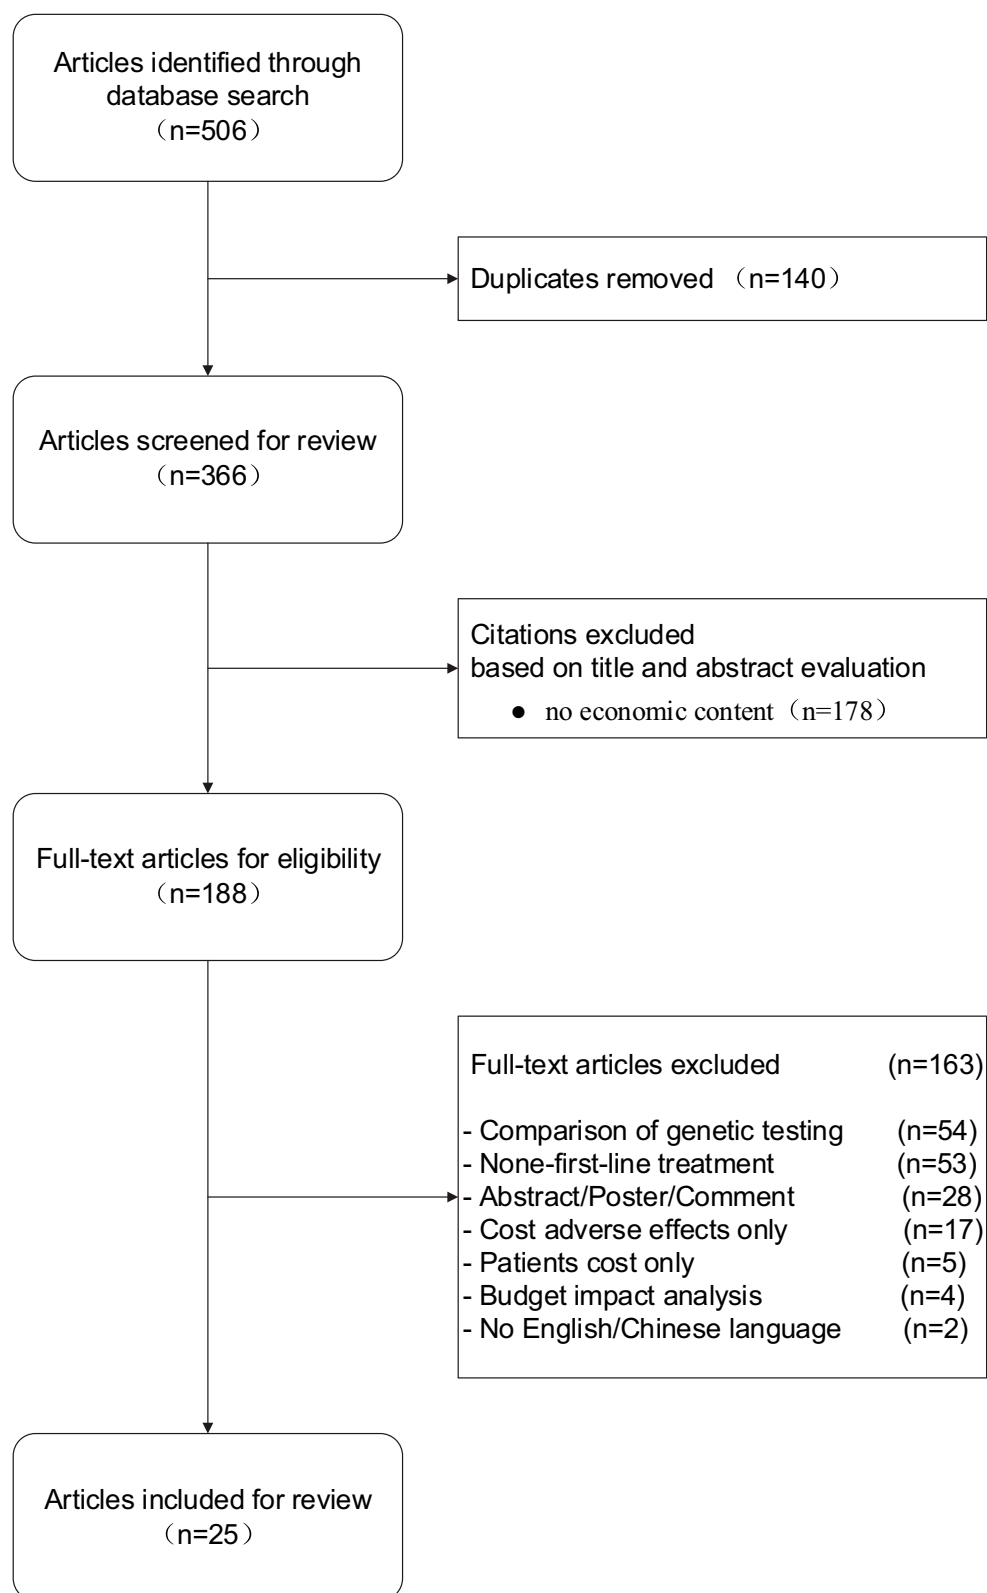 Articles identified through
database search
（n=506）
Duplicates removed （n=140）
Articles screened for review
（n=366）
Citations excluded
based on title and abstract evaluation
● no economic content（n=178）
Full-text articles for eligibility
（n=188）
Full-text articles excluded (n=163)
- Comparison of genetic testing (n=54)
- None-first-line treatment (n=53)
- Abstract/Poster/Comment (n=28)
- Cost adverse effects only (n=17)
- Patients cost only (n=5)
- Budget impact analysis (n=4)
- No English/Chinese language (n=2)
Articles included for review
（n=25）